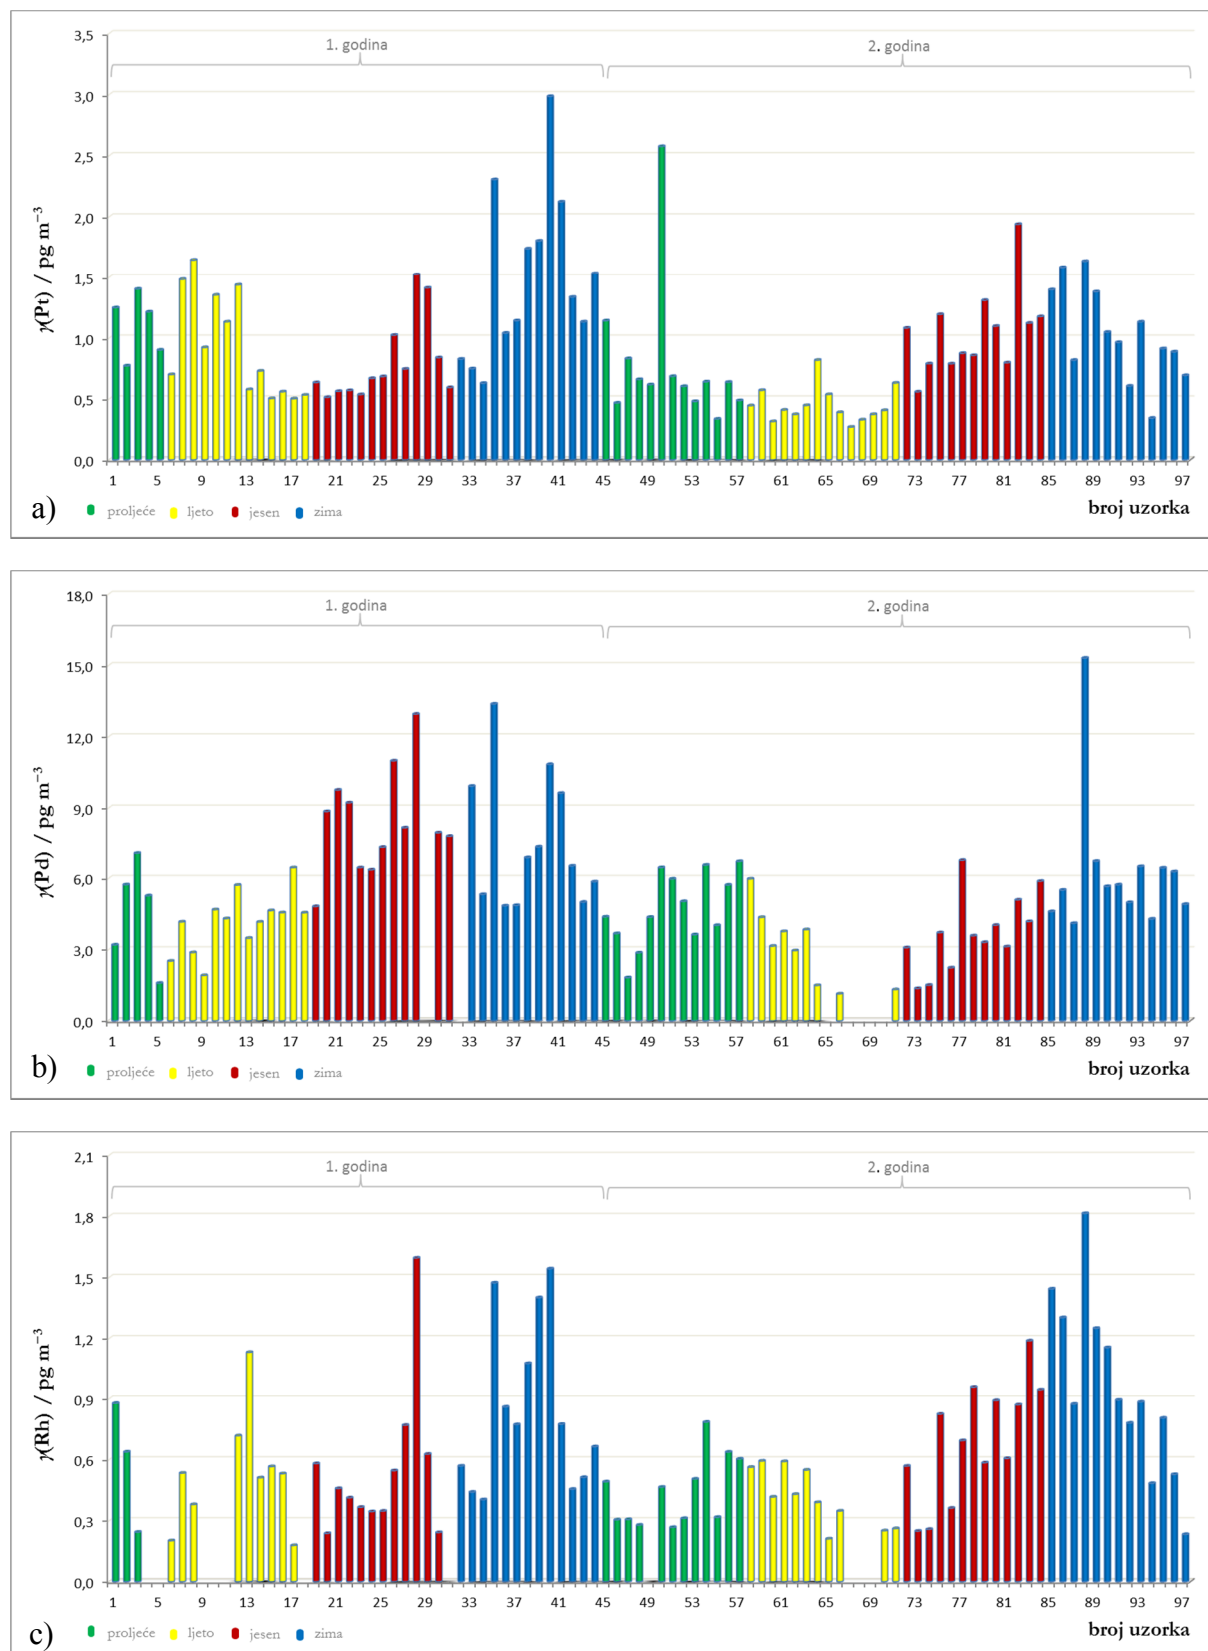 3,5
1. godina
2. godina
3,0
2,5
2,0
1,5
1,0
0,5
0,0
γ(Pt) / pg m⁻³
1 5 9 13 17 21 25 29 33 37 41 45 49 53 57 61 65 69 73 77 81 85 89 93 97
a) proljeće ljeto jesen zima broj uzorka
18,0
1. godina
2. godina
15,0
12,0
9,0
6,0
3,0
0,0
γ(Pd) / pg m⁻³
1 5 9 13 17 21 25 29 33 37 41 45 49 53 57 61 65 69 73 77 81 85 89 93 97
b) proljeće ljeto jesen zima broj uzorka
2,1
1. godina
2. godina
1,8
1,5
1,2
0,9
0,6
0,3
0,0
γ(Rh) / pg m⁻³
1 5 9 13 17 21 25 29 33 37 41 45 49 53 57 61 65 69 73 77 81 85 89 93 97
c) proljeće ljeto jesen zima broj uzorka